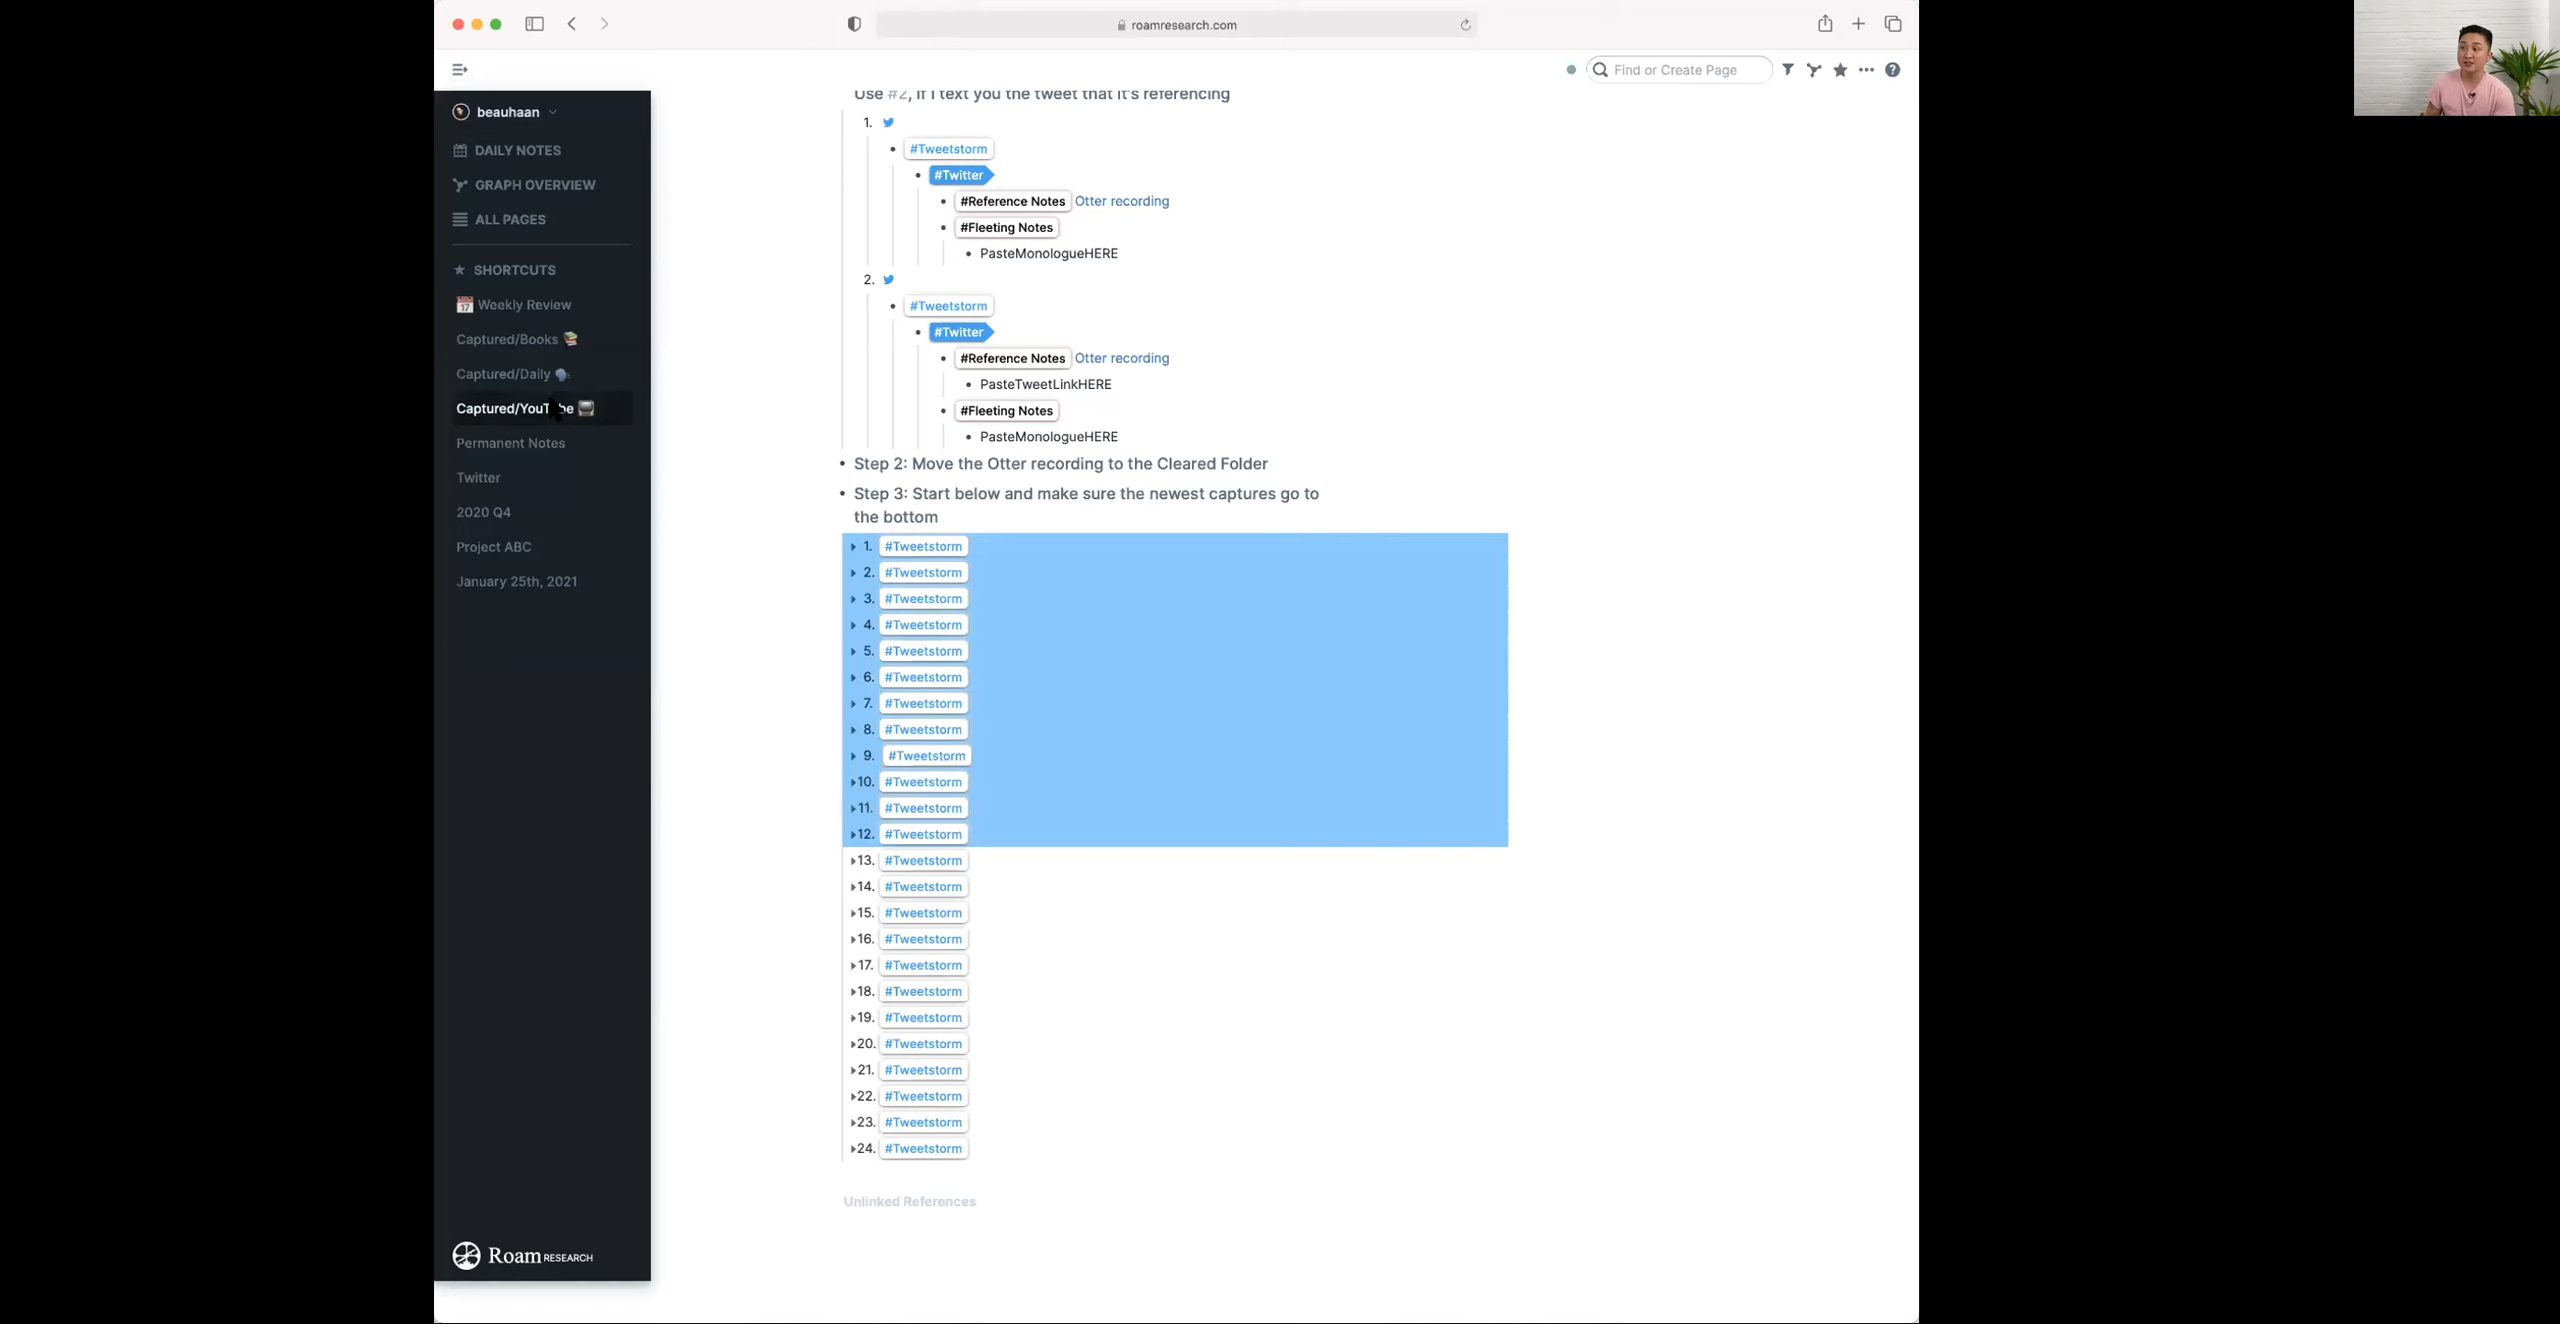 roamresearch.com
Find or Create Page
beauhaan
DAILY NOTES
GRAPH OVERVIEW
ALL PAGES
SHORTCUTS
17 Weekly Review
Captured/Books
Captured/Daily
Captured/YouTube
Permanent Notes
Twitter
2020 Q4
Project ABC
January 25th, 2021
Roam RESEARCH
Use #2, if I text you the tweet that it's referencing
1.
#Tweetstorm
#Twitter
#Reference Notes Otter recording
#Fleeting Notes
PasteMonologueHERE
2.
#Tweetstorm
#Twitter
#Reference Notes Otter recording
PasteTweetLinkHERE
#Fleeting Notes
PasteMonologueHERE
Step 2: Move the Otter recording to the Cleared Folder
Step 3: Start below and make sure the newest captures go to
the bottom
1. #Tweetstorm
2. #Tweetstorm
3. #Tweetstorm
4. #Tweetstorm
5. #Tweetstorm
6. #Tweetstorm
7. #Tweetstorm
8. #Tweetstorm
9. #Tweetstorm
10. #Tweetstorm
11. #Tweetstorm
12. #Tweetstorm
13. #Tweetstorm
14. #Tweetstorm
15. #Tweetstorm
16. #Tweetstorm
17. #Tweetstorm
18. #Tweetstorm
19. #Tweetstorm
20. #Tweetstorm
21. #Tweetstorm
22. #Tweetstorm
23. #Tweetstorm
24. #Tweetstorm
Unlinked References